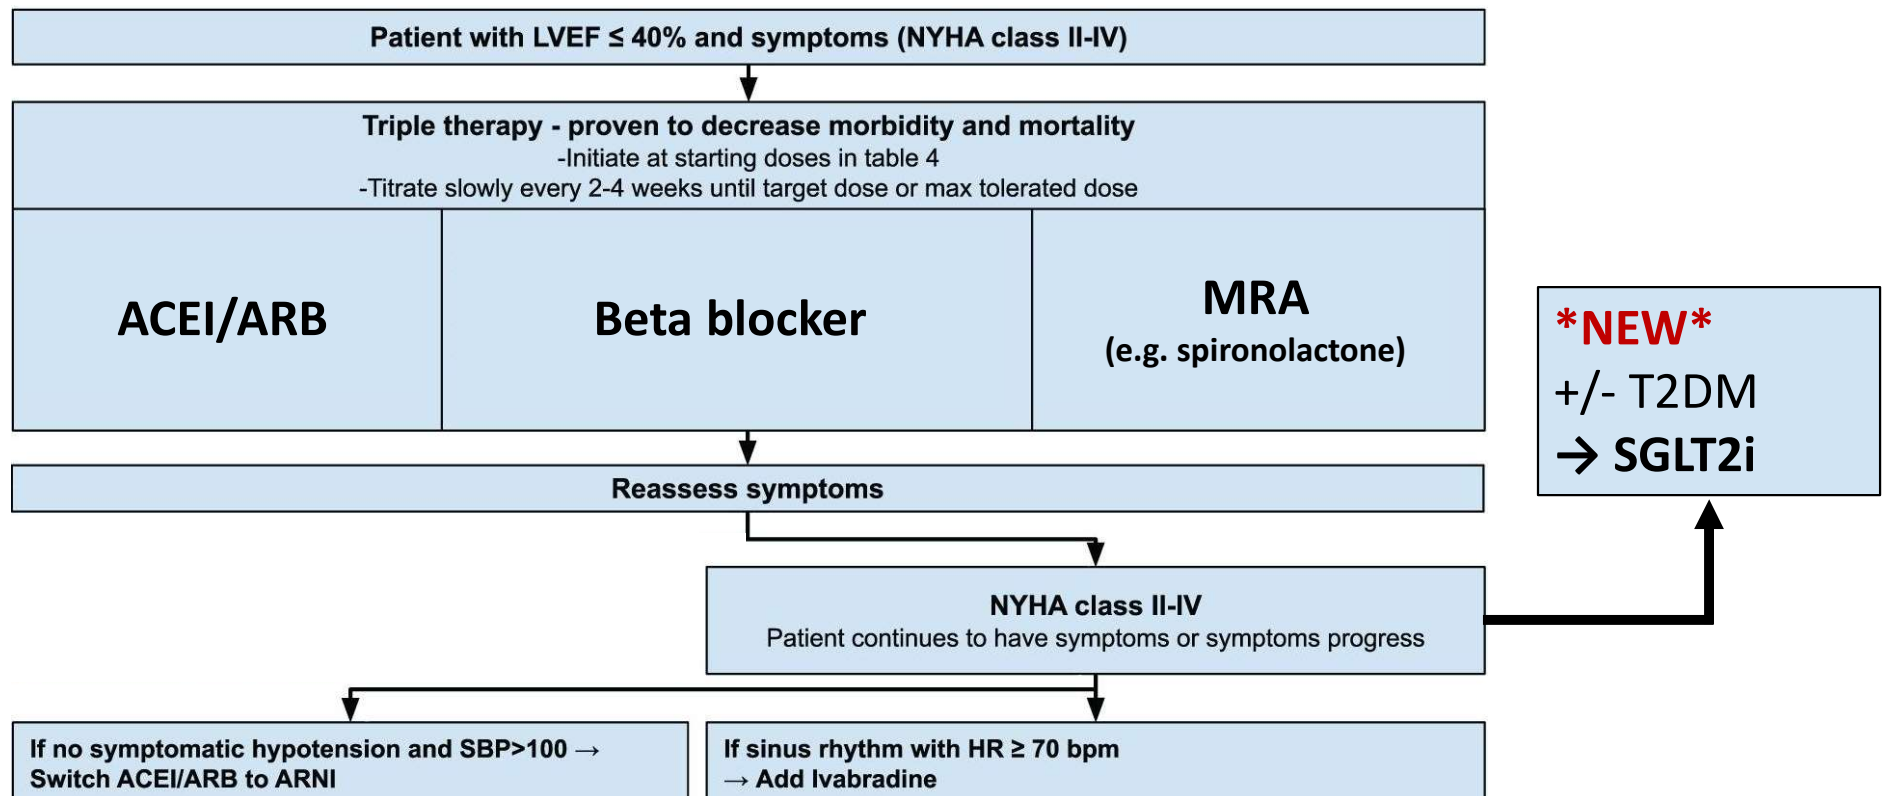 Patient with LVEF ≤ 40% and symptoms (NYHA class II-IV)
Triple therapy - proven to decrease morbidity and mortality
-Initiate at starting doses in table 4
-Titrate slowly every 2-4 weeks until target dose or max tolerated dose
ACEI/ARB
Beta blocker
MRA
(e.g. spironolactone)
*NEW*
+/- T2DM
→ SGLT2i
Reassess symptoms
NYHA class II-IV
Patient continues to have symptoms or symptoms progress
If no symptomatic hypotension and SBP>100 →
Switch ACEI/ARB to ARNI
If sinus rhythm with HR ≥ 70 bpm
→ Add Ivabradine